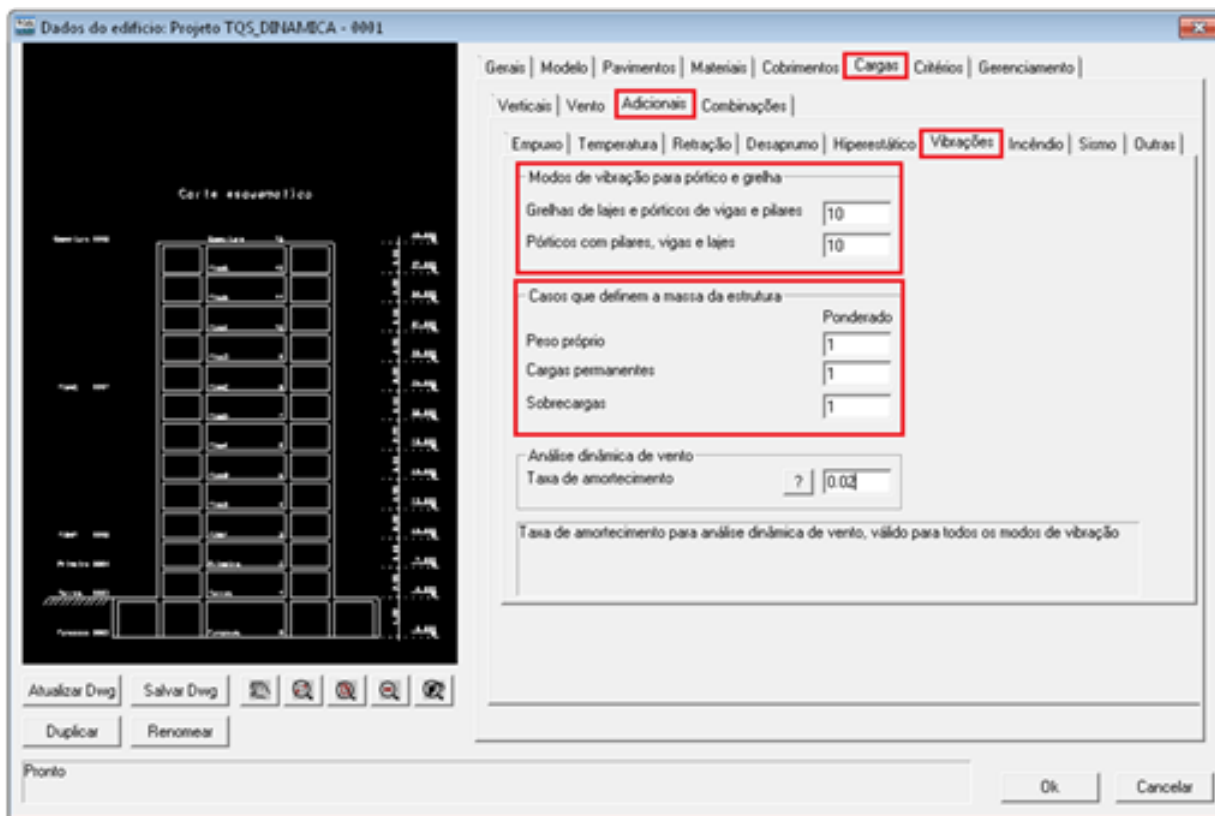 Dados do edifício: Projeto TQS_DINAMICA - 0001
Gerais Modelo Pavimentos Materiais Cobrimentos Cargas Critérios Gerenciamento
Verticais Vento Adicionais Combinações
Empuxo Temperatura Retração Desaprumo Hiperestático Vibrações Incêndio Sismo Outras
Modos de vibração para pórtico e grelha
Grelhas de lajes e pórticos de vigas e pilares 10
Pórticos com pilares, vigas e lajes 10
Casos que definem a massa da estrutura
Ponderado
Peso próprio 1
Cargas permanentes 1
Sobrecargas 1
Análise dinâmica de vento
Taxa de amortecimento ? 0.02
Taxa de amortecimento para análise dinâmica de vento, válido para todos os modos de vibração
Corte esquematico
Atualizar Dwg Salvar Dwg
Duplicar Renomear
Pronto
Ok Cancelar